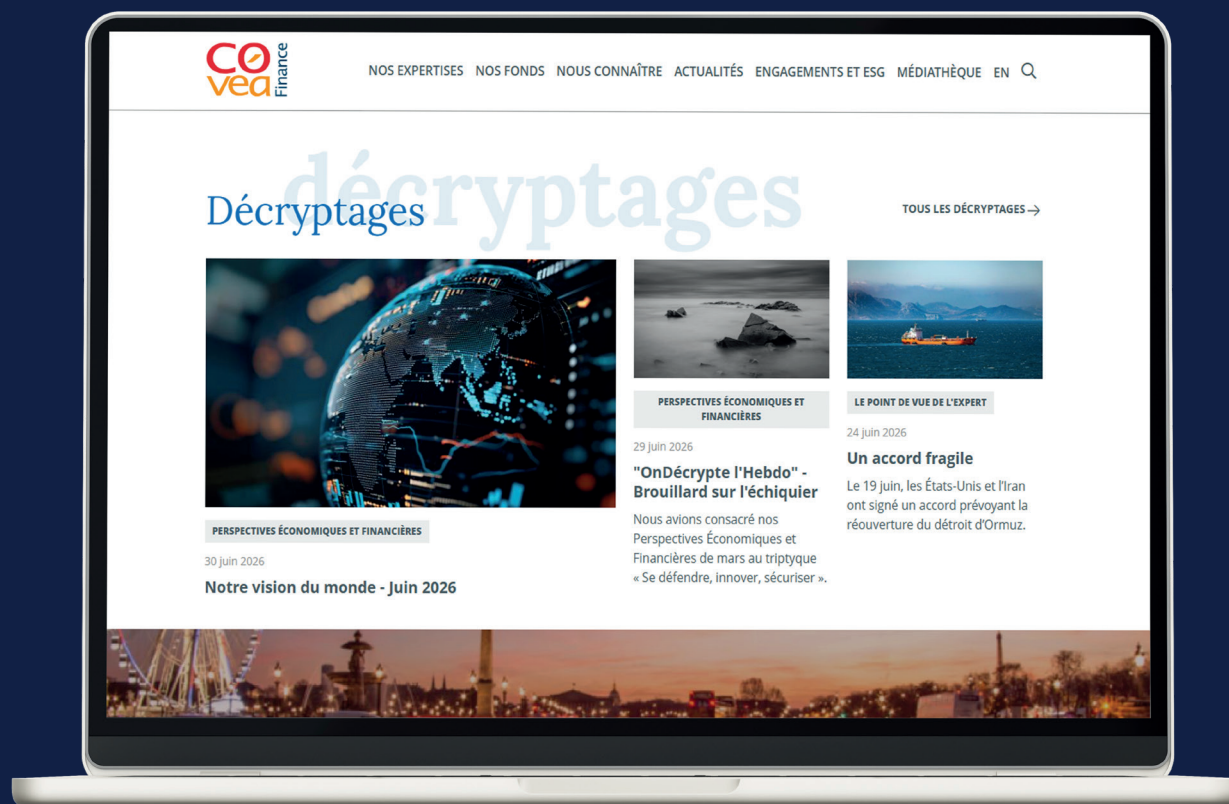 COVéa Finance
NOS EXPERTISES NOS FONDS NOUS CONNAÎTRE ACTUALITÉS ENGAGEMENTS ET ESG MÉDIATHÈQUE EN
décryptages
Décryptages
TOUS LES DÉCRYPTAGES
PERSPECTIVES ÉCONOMIQUES ET FINANCIÈRES
30 juin 2026
Notre vision du monde - Juin 2026
PERSPECTIVES ÉCONOMIQUES ET
FINANCIÈRES
29 juin 2026
"OnDécrypte l'Hebdo" -
Brouillard sur l'échiquier
Nous avions consacré nos
Perspectives Économiques et
Financières de mars au triptyque
« Se défendre, innover, sécuriser ».
LE POINT DE VUE DE L'EXPERT
24 juin 2026
Un accord fragile
Le 19 juin, les États-Unis et l'Iran
ont signé un accord prévoyant la
réouverture du détroit d'Ormuz.